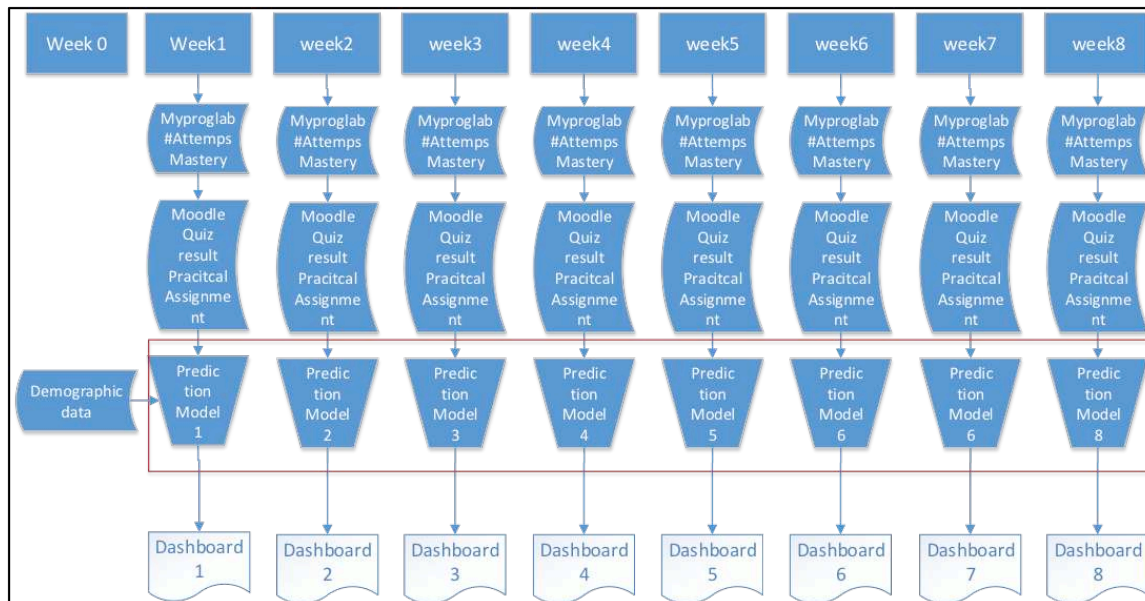 Week 0
Week1
week2
week3
week4
week5
week6
week7
week8
Myproglab
#Attemps
Mastery
Myproglab
#Attemps
Mastery
Myproglab
#Attemps
Mastery
Myproglab
#Attemps
Mastery
Myproglab
#Attemps
Mastery
Myproglab
#Attemps
Mastery
Myproglab
#Attemps
Mastery
Myproglab
#Attemps
Mastery
Moodle
Quiz
result
Pracitcal
Assignme
nt
Moodle
Quiz
result
Pracitcal
Assignme
nt
Moodle
Quiz
result
Pracitcal
Assignme
nt
Moodle
Quiz
result
Pracitcal
Assignme
nt
Moodle
Quiz
result
Pracitcal
Assignme
nt
Moodle
Quiz
result
Pracitcal
Assignme
nt
Moodle
Quiz
result
Pracitcal
Assignme
nt
Moodle
Quiz
result
Pracitcal
Assignme
nt
Demographic
data
Predic
tion
Model
1
Predic
tion
Model
2
Predic
tion
Model
3
Predic
tion
Model
4
Predic
tion
Model
5
Predic
tion
Model
6
Predic
tion
Model
6
Predic
tion
Model
8
Dashboard
1
Dashboard
2
Dashboard
3
Dashboard
4
Dashboard
5
Dashboard
6
Dashboard
7
Dashboard
8